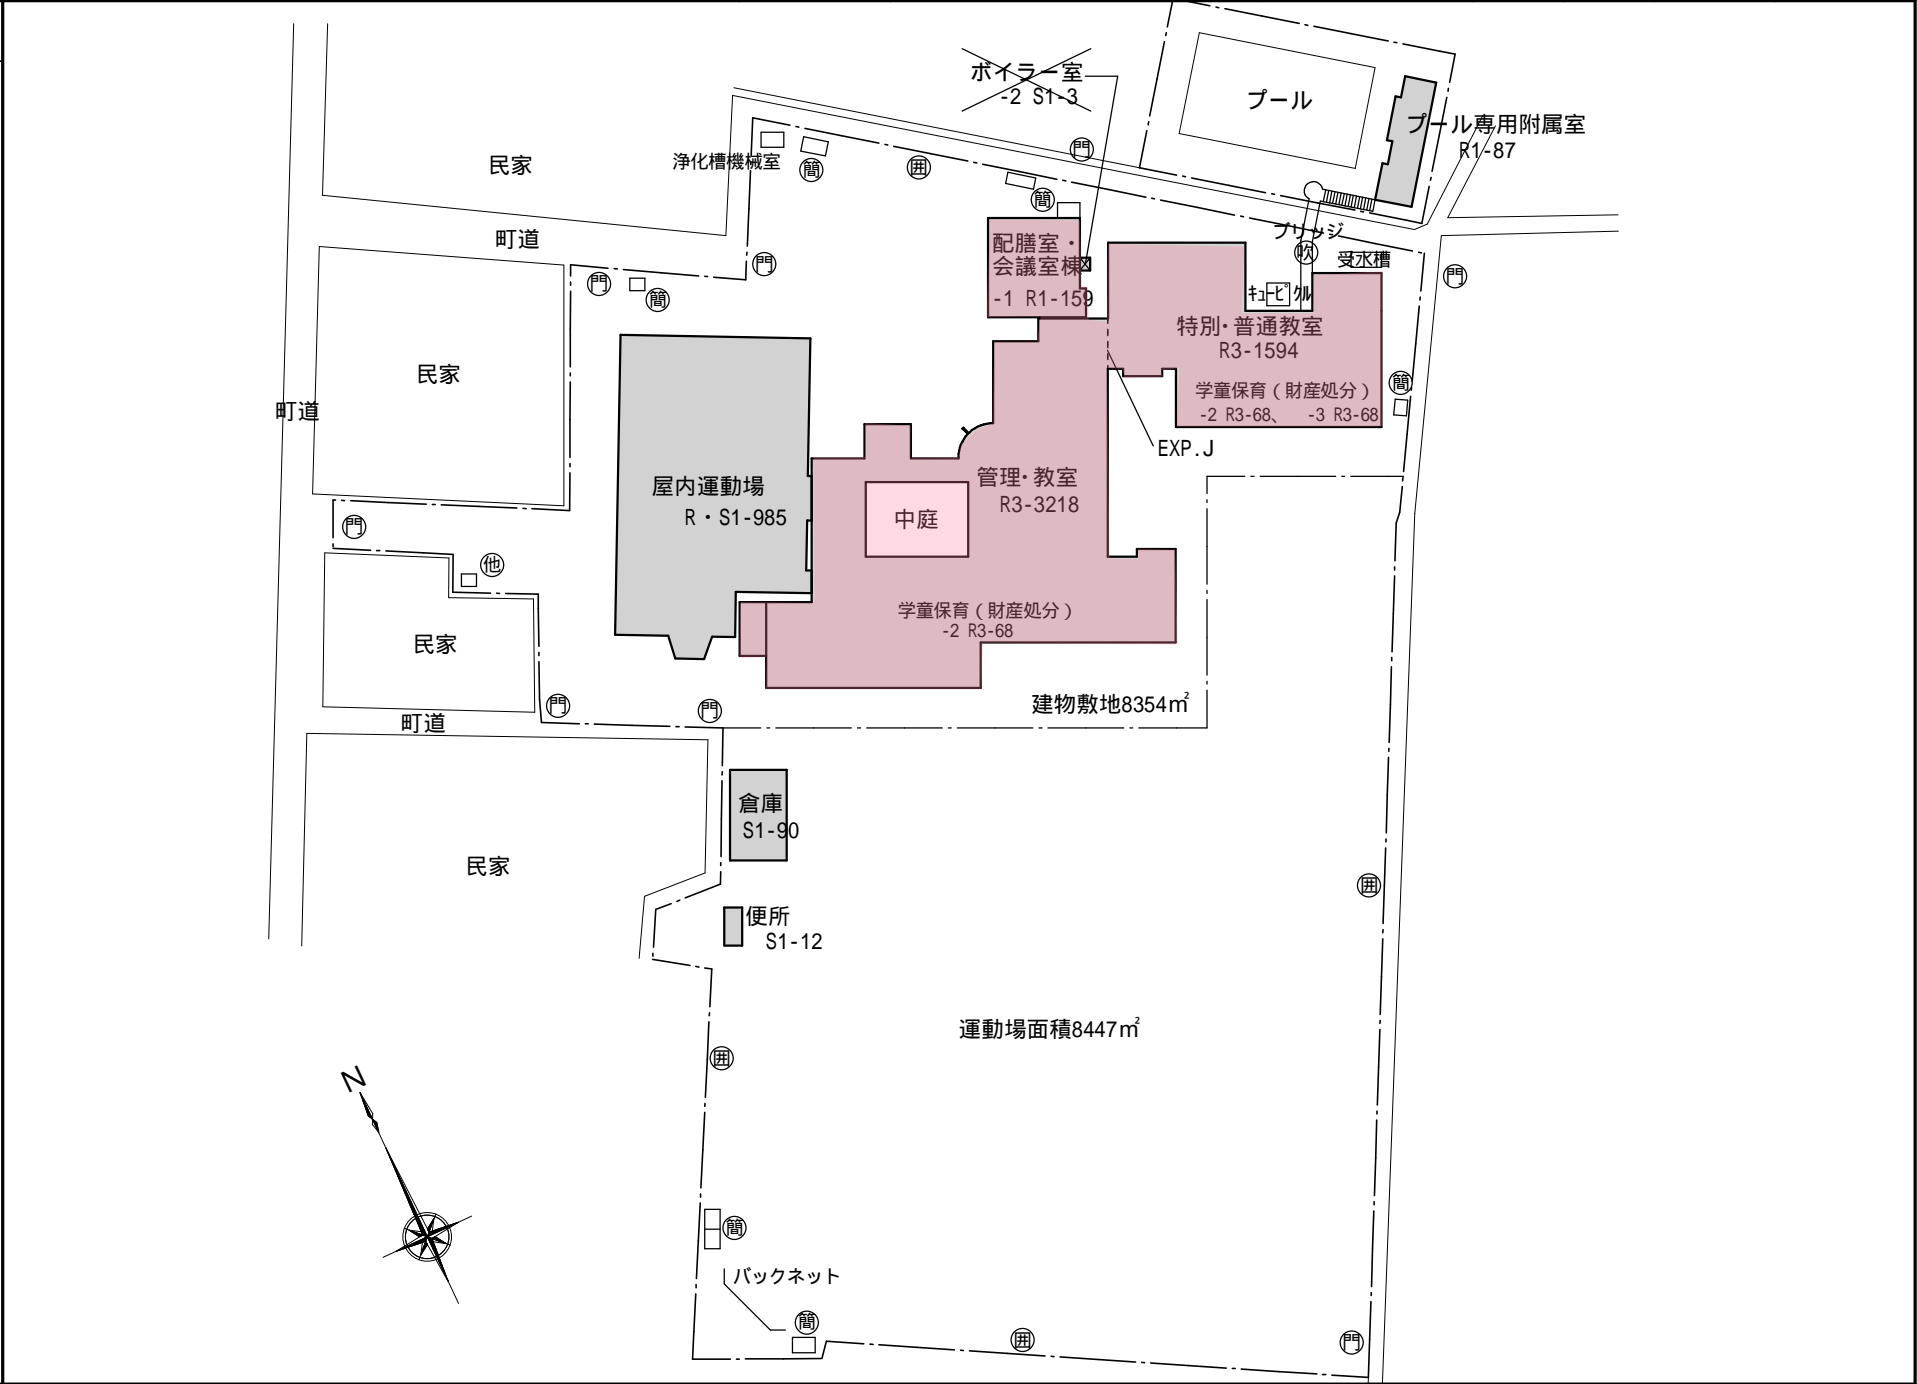 ボイラー室
-2 S1-3
プール
プール専用附属室
R1-87
民家
浄化槽機械室
簡
囲
門
簡
町道
門
ブリッジ
吹
受水槽
門
キュービクル
配膳室・
会議室棟
-1 R1-159
門
簡
特別・普通教室
R3-1594
学童保育（財産処分）
-2 R3-68、 -3 R3-68
簡
民家
町道
EXP.J
屋内運動場
R・S1-985
管理・教室
R3-3218
中庭
門
他
民家
学童保育（財産処分）
-2 R3-68
門
門
建物敷地8354㎡
町道
倉庫
S1-90
民家
囲
便所
S1-12
運動場面積8447㎡
囲
N
簡
バックネット
簡
囲
門